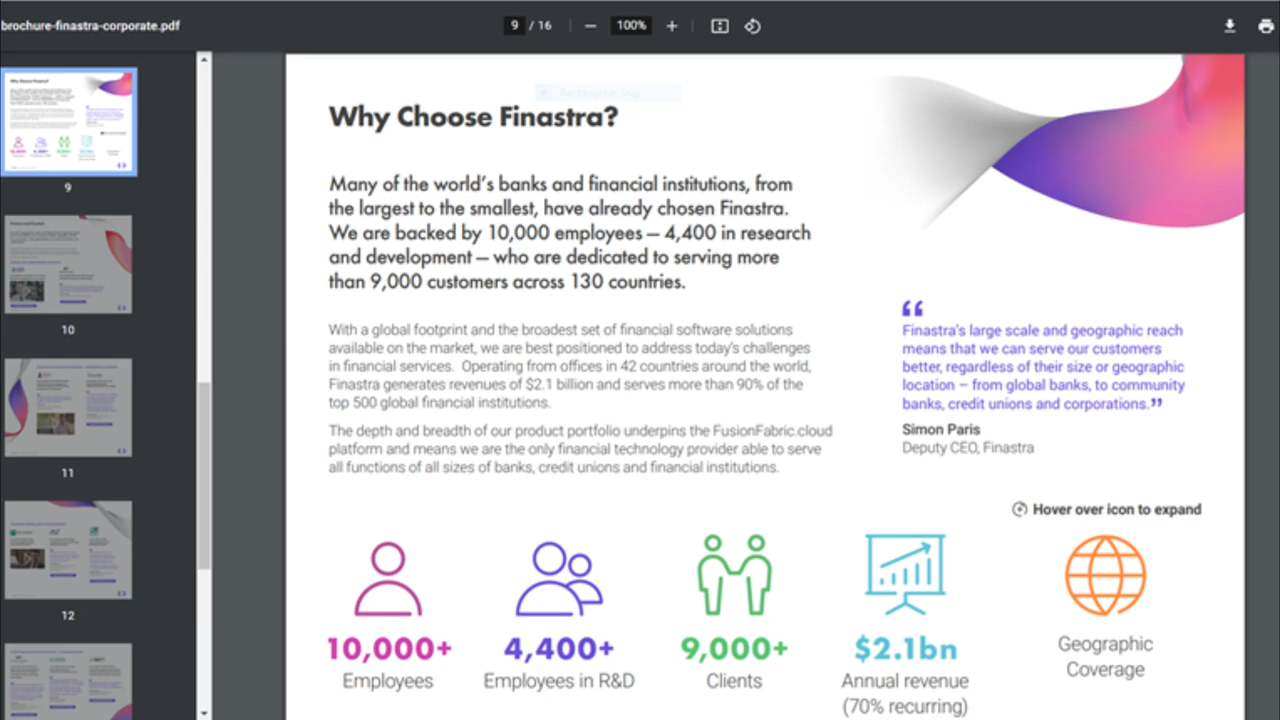 brochure-finastra-corporate.pdf
9 / 16
100%
Why Choose Finastra?
Many of the world's banks and financial institutions, from
the largest to the smallest, have already chosen Finastra.
We are backed by 10,000 employees – 4,400 in research
and development – who are dedicated to serving more
than 9,000 customers across 130 countries.
With a global footprint and the broadest set of financial software solutions
available on the market, we are best positioned to address today's challenges
in financial services. Operating from offices in 42 countries around the world,
Finastra generates revenues of $2.1 billion and serves more than 90% of the
top 500 global financial institutions.
The depth and breadth of our product portfolio underpins the FusionFabric.cloud
platform and means we are the only financial technology provider able to serve
all functions of all sizes of banks, credit unions and financial institutions.
“
Finastra's large scale and geographic reach
means that we can serve our customers
better, regardless of their size or geographic
location – from global banks, to community
banks, credit unions and corporations.”
Simon Paris
Deputy CEO, Finastra
Hover over icon to expand
10,000+
Employees
4,400+
Employees in R&D
9,000+
Clients
$2.1bn
Annual revenue
(70% recurring)
Geographic
Coverage
9
10
11
12